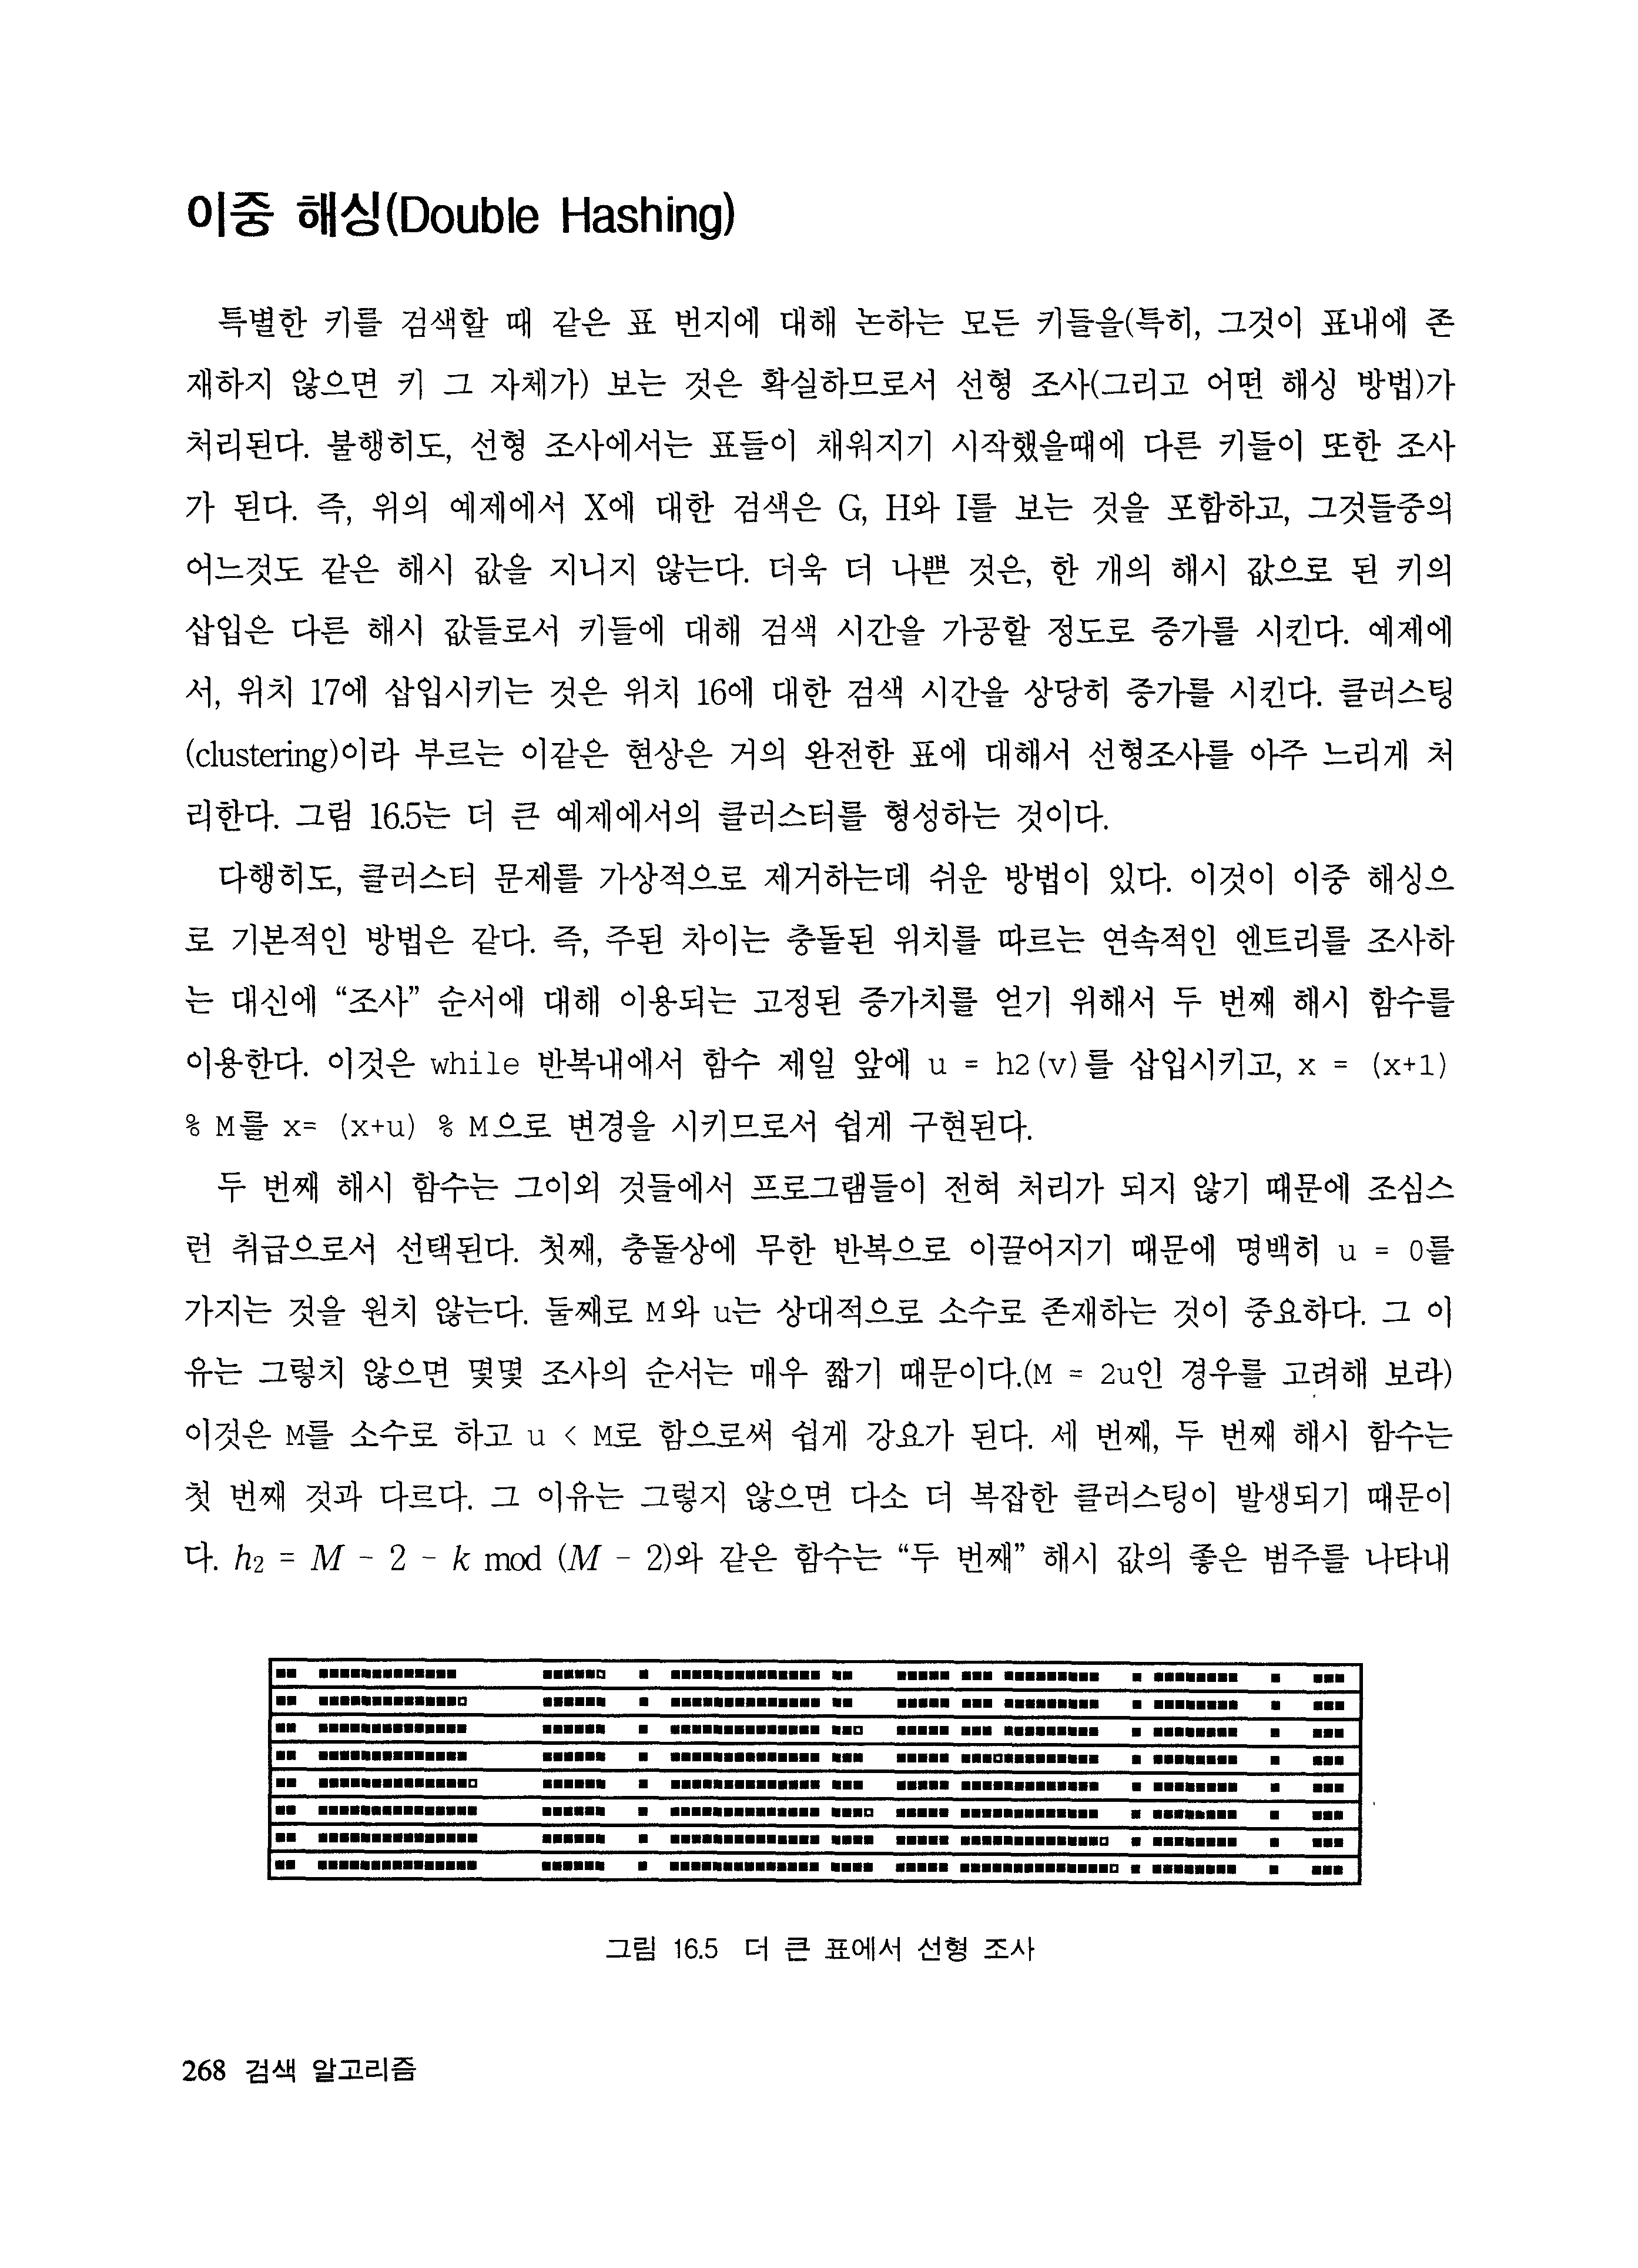 이중 해싱(Double Hashing)
특별한 키를 검색할 때 같은 표 번지에 대해 논하는 모든 키들을(특히, 그것이 표내에 존
재하지 않으면 키 그 자체가) 보는 것은 확실하므로서 선형 조사(그리고 어떤 해싱 방법)가
처리된다. 불행히도, 선형 조사에서는 표들이 채워지기 시작했을때에 다른 키들이 또한 조사
가 된다. 즉, 위의 예제에서 X에 대한 검색은 G, H와 I를 보는 것을 포함하고, 그것들중의
어느것도 같은 해시 값을 지니지 않는다. 더욱 더 나쁜 것은, 한 개의 해시 값으로 된 키의
삽입은 다른 해시 값들로서 키들에 대해 검색 시간을 가공할 정도로 증가를 시킨다. 예제에
서, 위치 17에 삽입시키는 것은 위치 16에 대한 검색 시간을 상당히 증가를 시킨다. 클러스팅
(clustering)이라 부르는 이같은 현상은 거의 완전한 표에 대해서 선형조사를 아주 느리게 처
리한다. 그림 16.5는 더 큰 예제에서의 클러스터를 형성하는 것이다.
다행히도, 클러스터 문제를 가상적으로 제거하는데 쉬운 방법이 있다. 이것이 이중 해싱으
로 기본적인 방법은 같다. 즉, 주된 차이는 충돌된 위치를 따르는 연속적인 엔트리를 조사하
는 대신에 “조사” 순서에 대해 이용되는 고정된 증가치를 얻기 위해서 두 번째 해시 함수를
이용한다. 이것은 while 반복내에서 함수 제일 앞에 u = h2(v)를 삽입시키고, x = (x+1)
% M를 x= (x+u) % M으로 변경을 시키므로서 쉽게 구현된다.
두 번째 해시 함수는 그이외 것들에서 프로그램들이 전혀 처리가 되지 않기 때문에 조심스
런 취급으로서 선택된다. 첫째, 충돌상에 무한 반복으로 이끌어지기 때문에 명백히 u = 0를
가지는 것을 원치 않는다. 둘째로 M와 u는 상대적으로 소수로 존재하는 것이 중요하다. 그 이
유는 그렇치 않으면 몇몇 조사의 순서는 매우 짧기 때문이다.(M = 2u인 경우를 고려해 보라)
이것은 M를 소수로 하고 u < M로 함으로써 쉽게 강요가 된다. 세 번째, 두 번째 해시 함수는
첫 번째 것과 다르다. 그 이유는 그렇지 않으면 다소 더 복잡한 클러스팅이 발생되기 때문이
다. h₂ = M - 2 - k mod (M - 2)와 같은 함수는 “두 번째” 해시 값의 좋은 범주를 나타내
그림 16.5 더 큰 표에서 선형 조사
268 검색 알고리즘